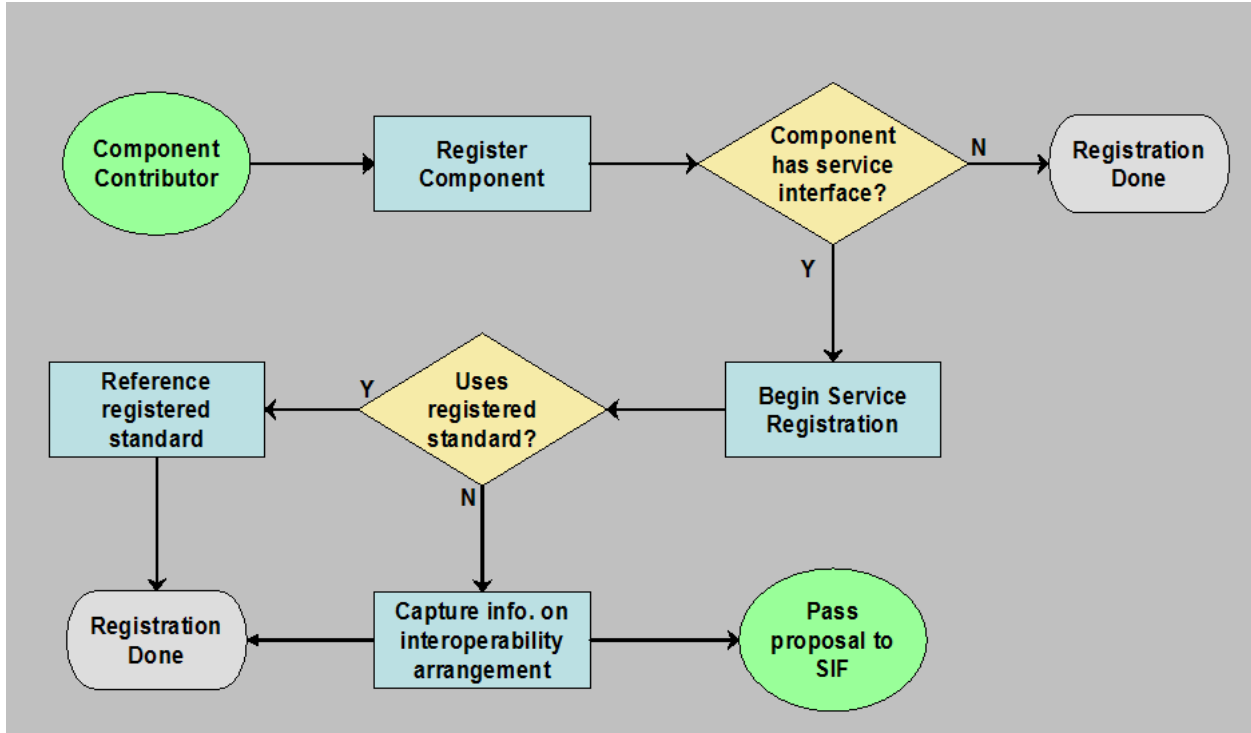 Component
Contributor
Register
Component
Component
has service
interface?
N
Registration
Done
Y
Begin Service
Registration
Uses
registered
standard?
Y
Reference
registered
standard
N
Registration
Done
Capture info. on
interoperability
arrangement
Pass
proposal to
SIF